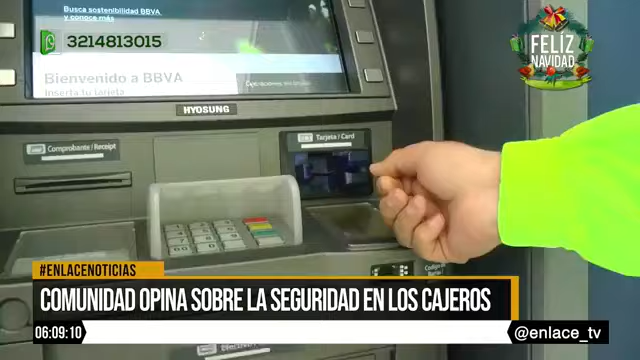 Busca sostenibilidad BBVA
y conoce más
3214813015
Bienvenido a BBVA
Inserta tu tarjeta
FELÍZ
NAVIDAD
HYOSUNG
Tarjeta / Card
Comprobante / Receipt
#ENLACENOTICIAS
COMUNIDAD OPINA SOBRE LA SEGURIDAD EN LOS CAJEROS
06:09:10
@enlace_tv